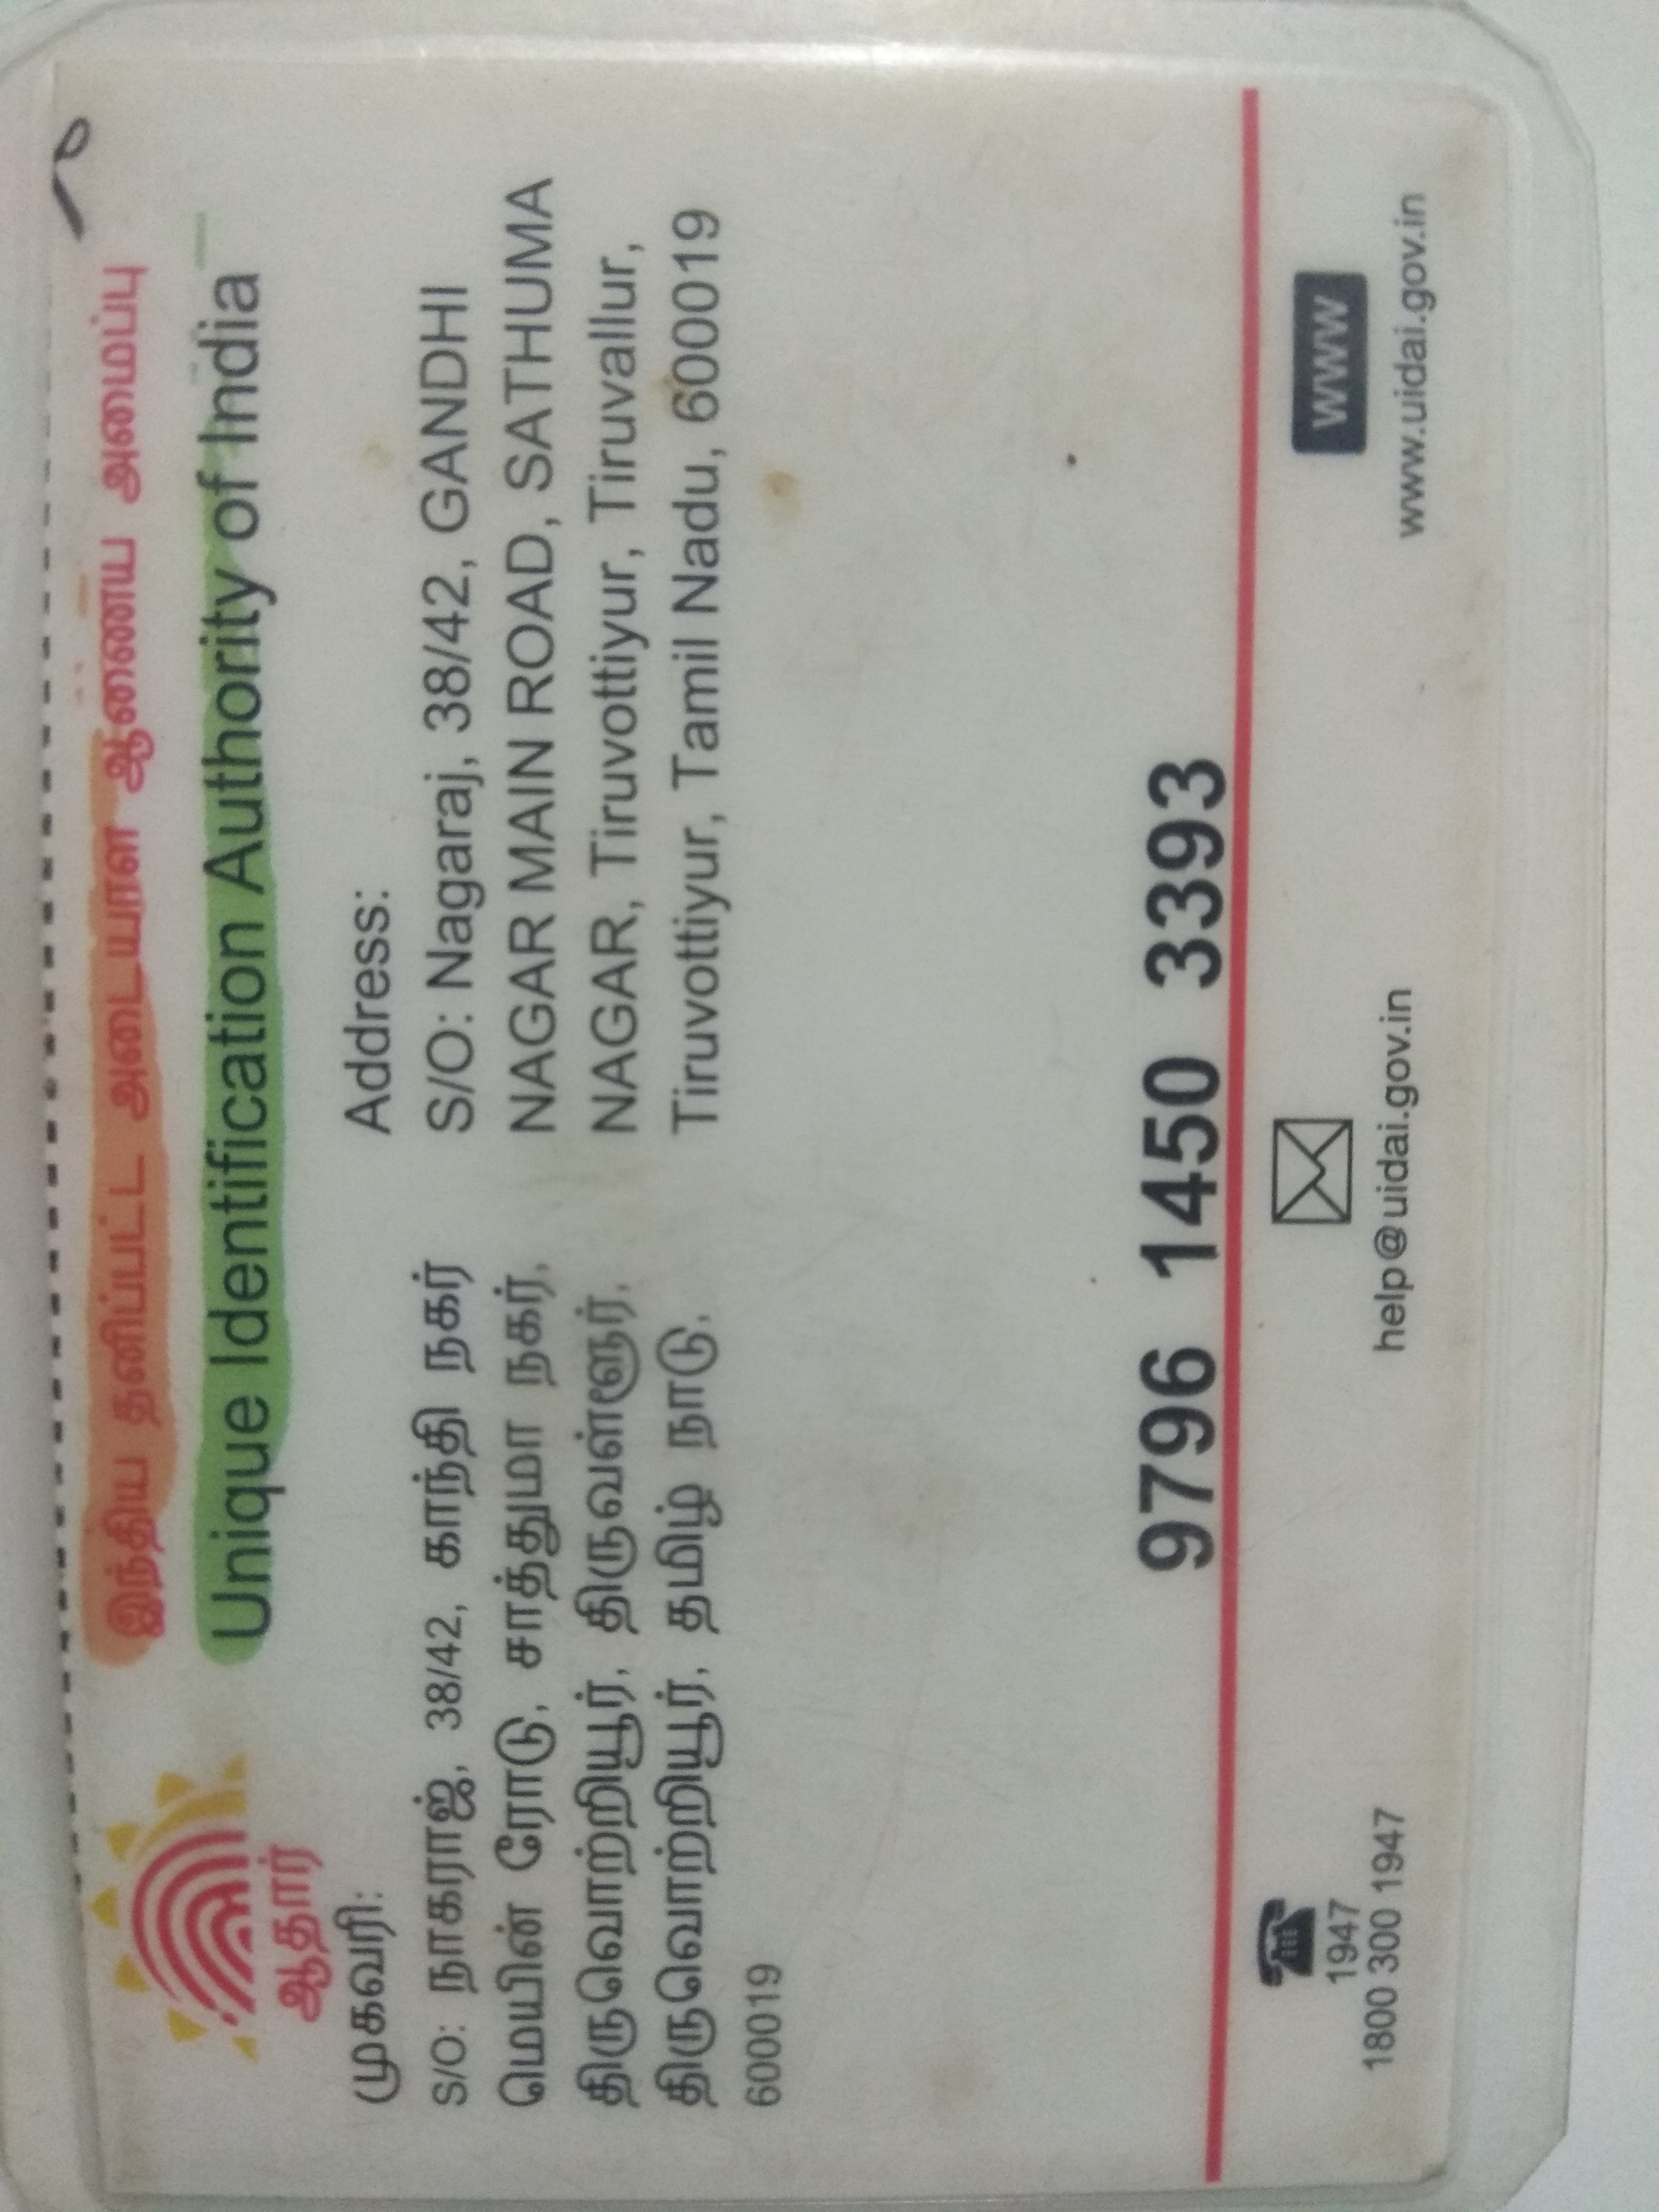 இந்திய தனிப்பட்ட அடையாள ஆணைய அமைப்பு
Unique Identification Authority of India
ஆதார்
முகவரி:
S/O: நாகராஜ், 38/42, காந்தி நகர்
மெயின் ரோடு, சாத்துமா நகர்,
திருவொற்றியூர், திருவள்ளூர்,
திருவொற்றியூர், தமிழ் நாடு,
600019
Address:
S/O: Nagaraj, 38/42, GANDHI
NAGAR MAIN ROAD, SATHUMA
NAGAR, Tiruvottiyur, Tiruvallur,
Tiruvottiyur, Tamil Nadu, 600019
9796 1450 3393
1947
1800 300 1947
help@uidai.gov.in
WWW
www.uidai.gov.in